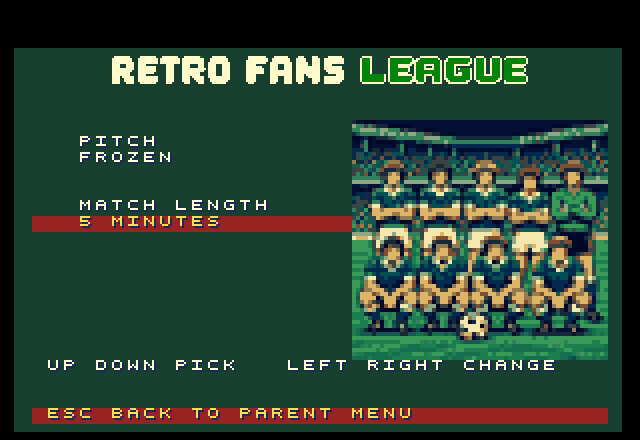 RETRO FANS LEAGUE
PITCH
FROZEN
MATCH LENGTH
5 MINUTES
UP DOWN PICK LEFT RIGHT CHANGE
ESC BACK TO PARENT MENU